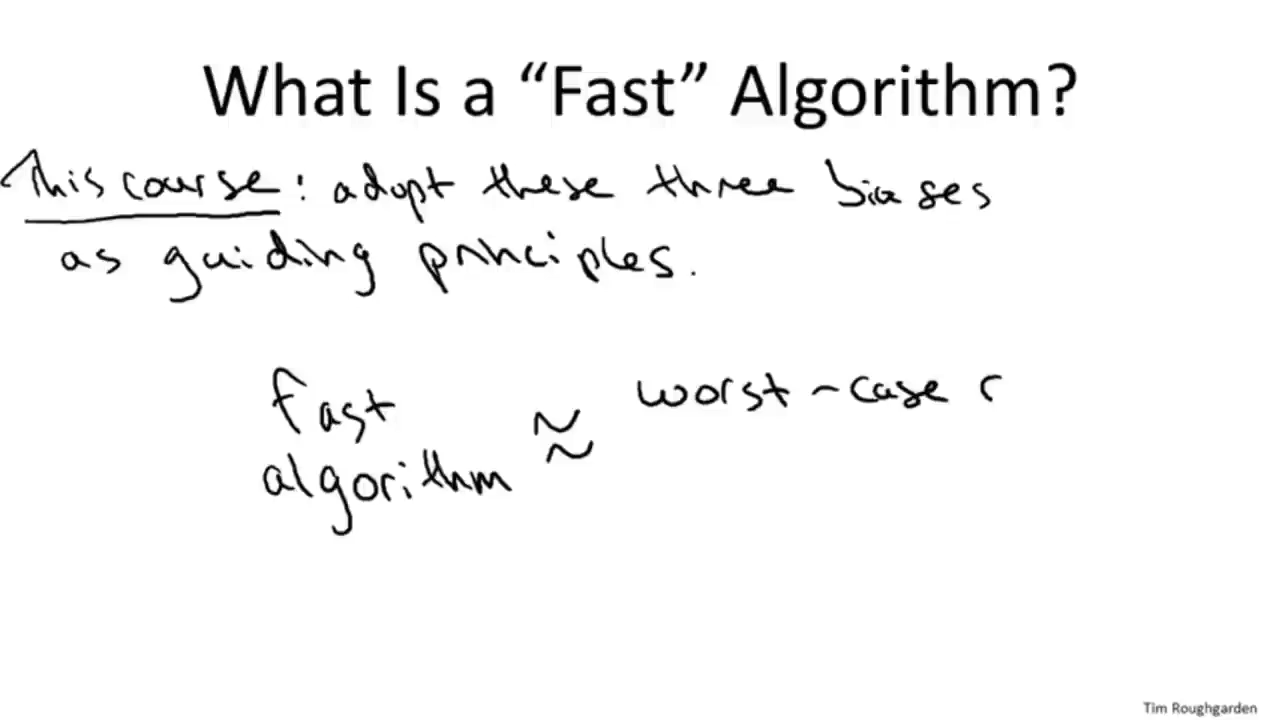 What Is a “Fast” Algorithm?
This course: adopt these three biases
as guiding principles.
fast
algorithm ≈ worst-case r
Tim Roughgarden